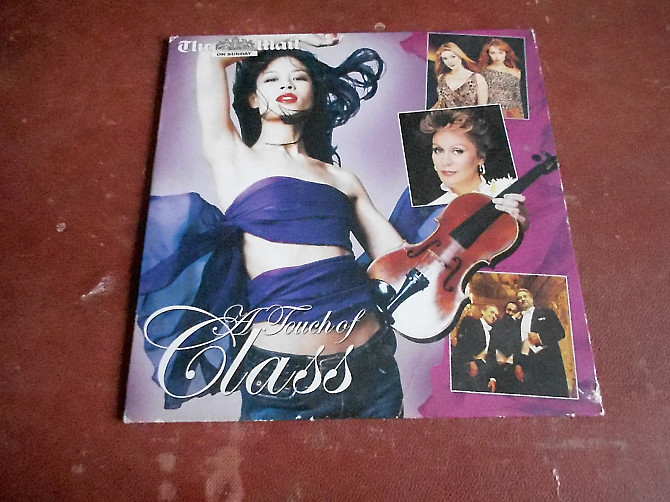 The Mail
ON SUNDAY
A Touch of
Class